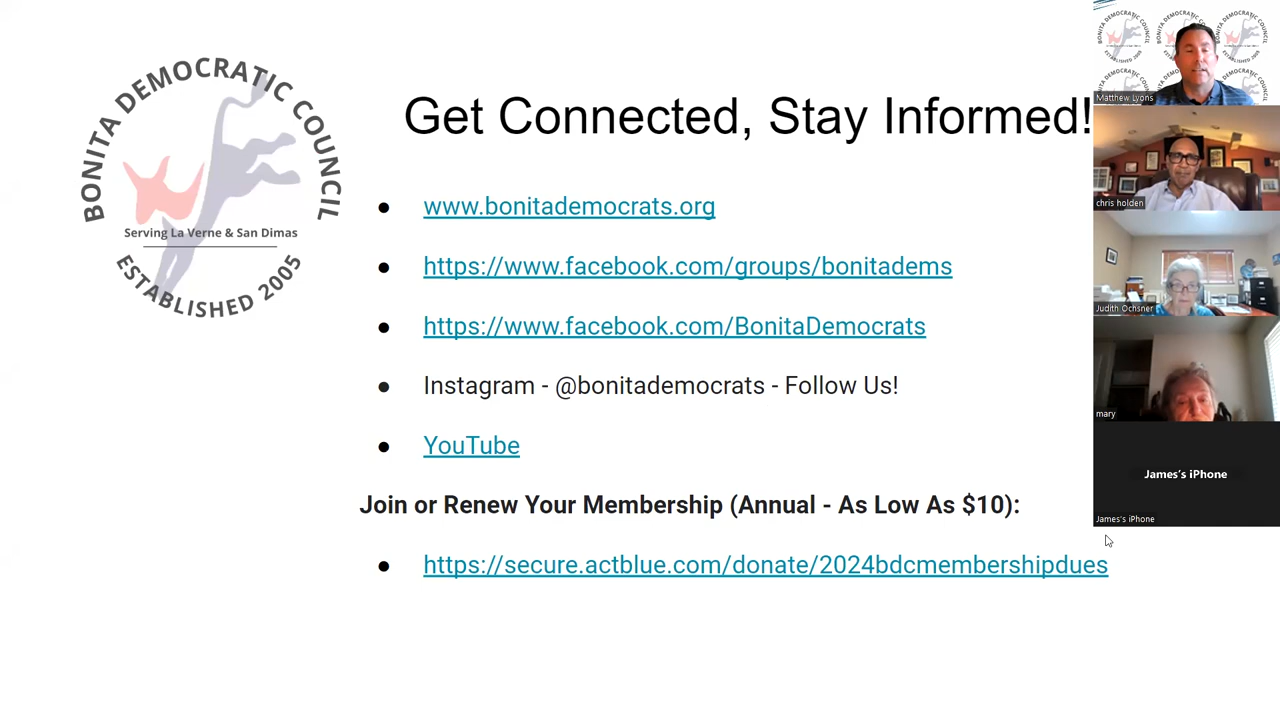 BONITA DEMOCRATIC COUNCIL
Serving La Verne & San Dimas
ESTABLISHED 2005
Get Connected, Stay Informed!
www.bonitademocrats.org
https://www.facebook.com/groups/bonitadems
https://www.facebook.com/BonitaDemocrats
Instagram - @bonitademocrats - Follow Us!
YouTube
Join or Renew Your Membership (Annual - As Low As $10):
https://secure.actblue.com/donate/2024bdcmembershipdues
Matthew Lyons
chris holden
Judith Ochsner
mary
James's iPhone
James's iPhone